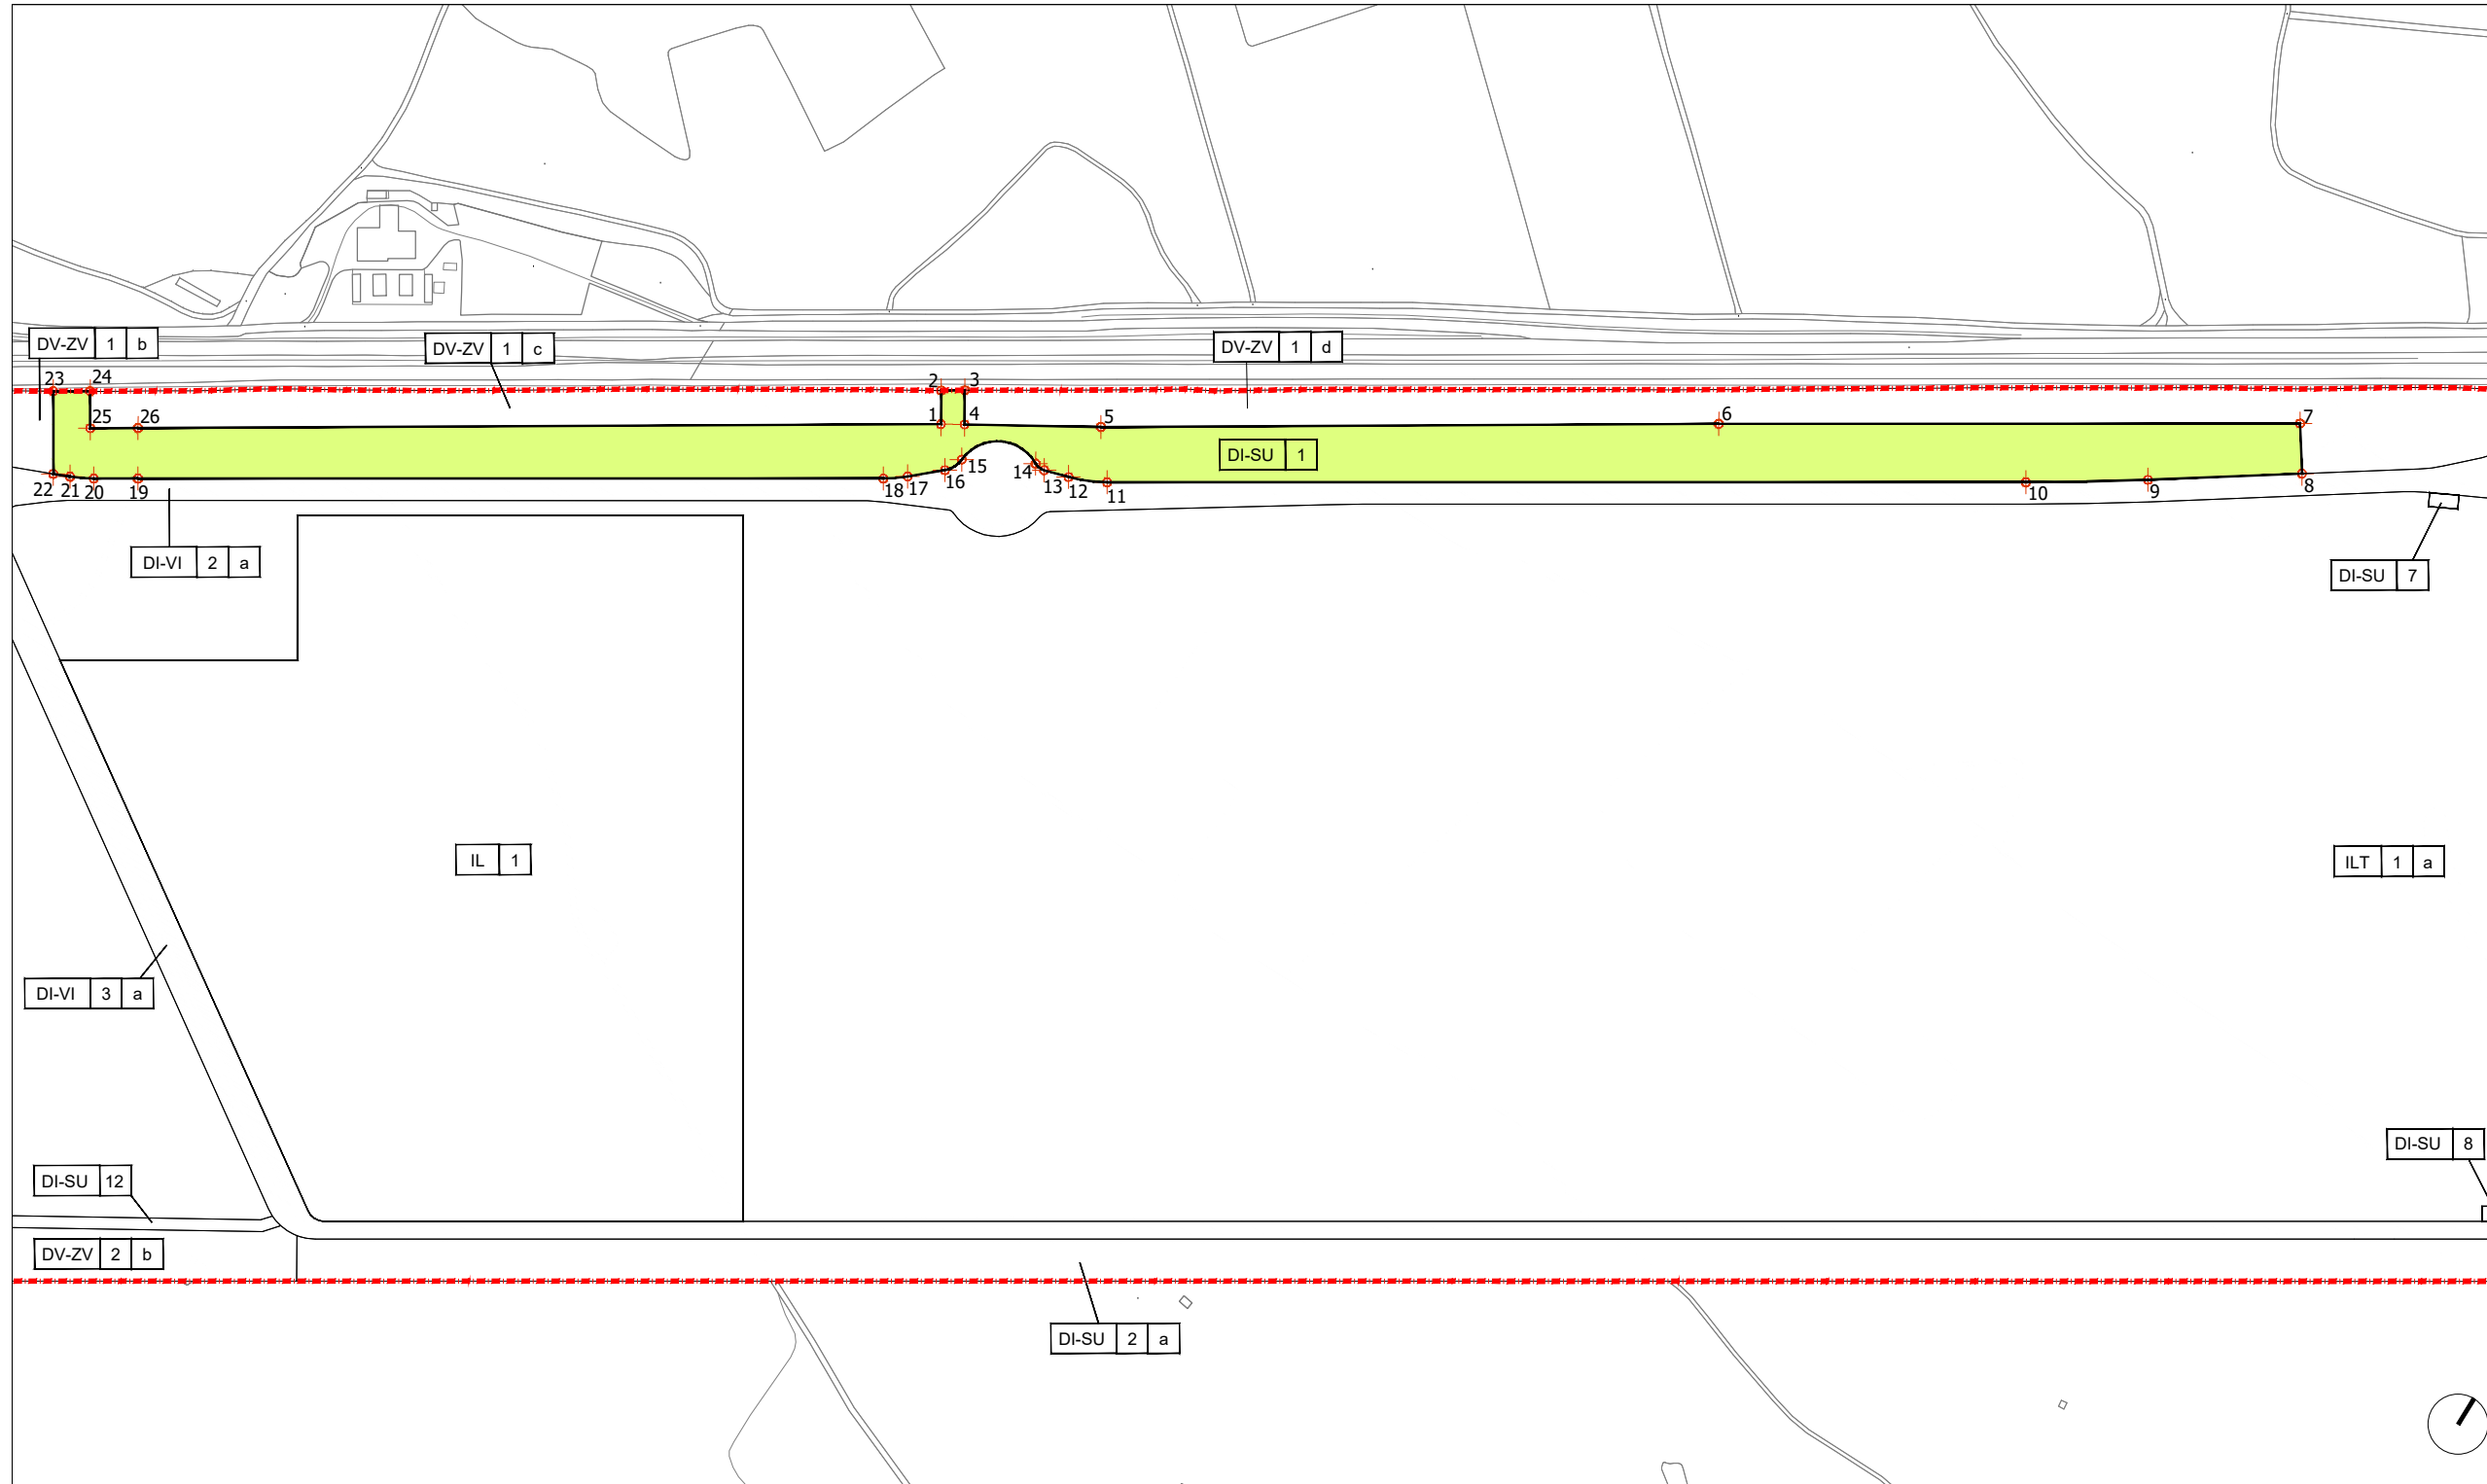 DV-ZV 1 b
DV-ZV 1 c
DV-ZV 1 d
23 24 2 3
25 26 1 4 5 6 7
DI-SU 1
22 21 20 19 18 17 16 15 14 13 12 11 10 9 8
DI-VI 2 a
DI-SU 7
IL 1
ILT 1 a
DI-VI 3 a
DI-SU 8
DI-SU 12
DV-ZV 2 b
DI-SU 2 a